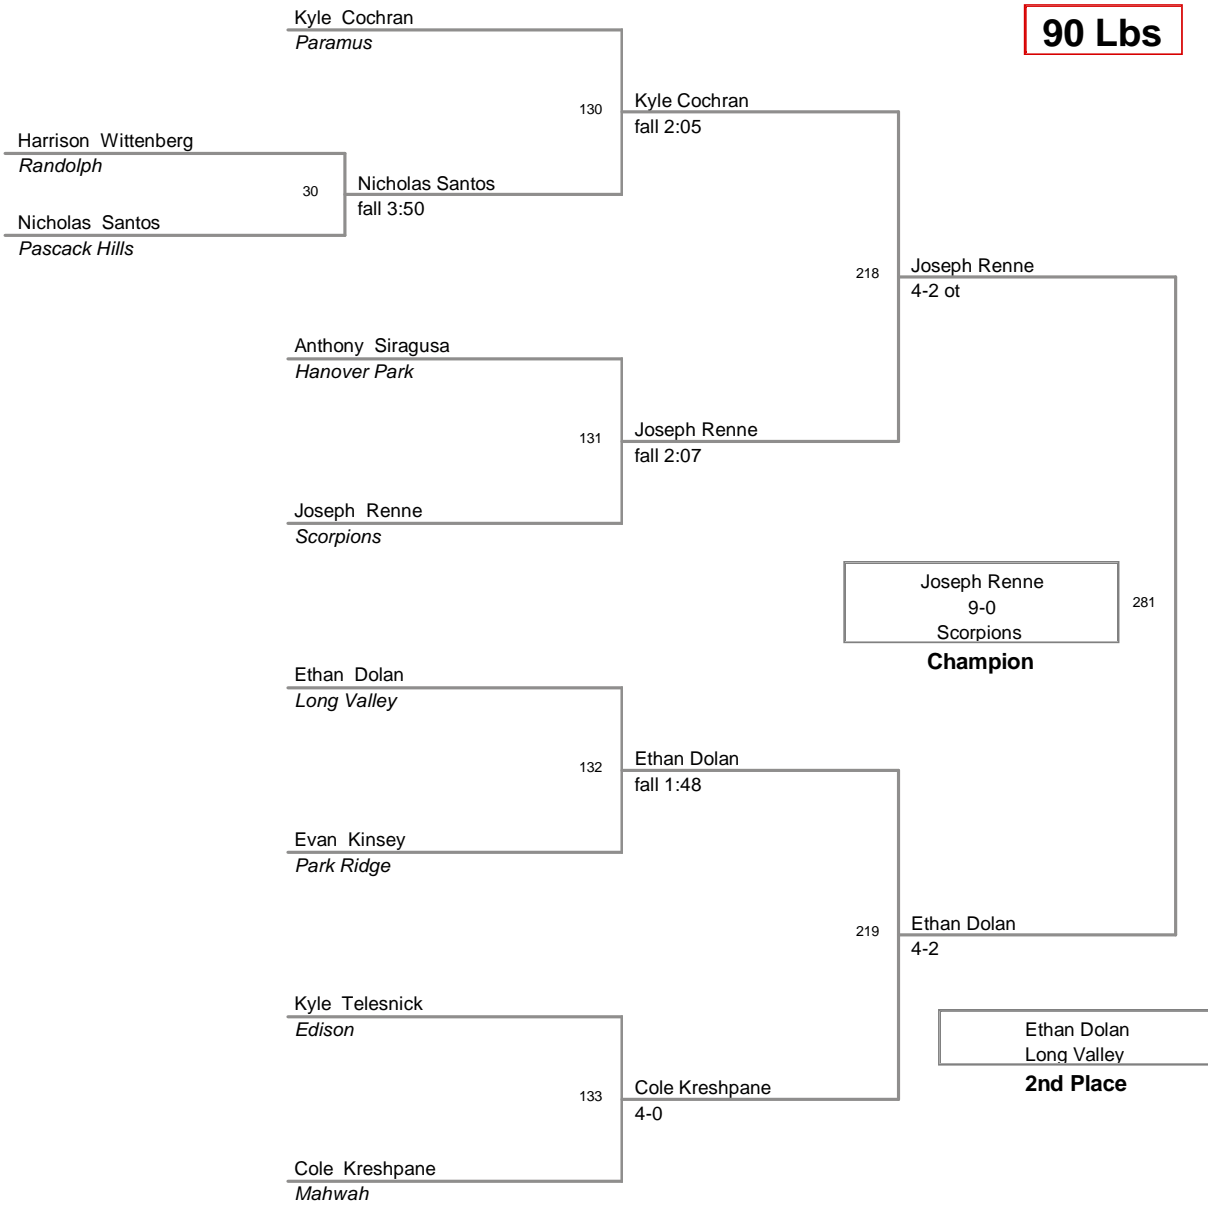 90 Lbs
Kyle Cochran
Paramus
130
Kyle Cochran
fall 2:05
Harrison Wittenberg
Randolph
30
Nicholas Santos
fall 3:50
Nicholas Santos
Pascack Hills
218
Joseph Renne
4-2 ot
Anthony Siragusa
Hanover Park
131
Joseph Renne
fall 2:07
Joseph Renne
Scorpions
Joseph Renne
9-0
Scorpions
Champion
281
Ethan Dolan
Long Valley
132
Ethan Dolan
fall 1:48
Evan Kinsey
Park Ridge
219
Ethan Dolan
4-2
Kyle Telesnick
Edison
Ethan Dolan
Long Valley
2nd Place
133
Cole Kreshpane
4-0
Cole Kreshpane
Mahwah